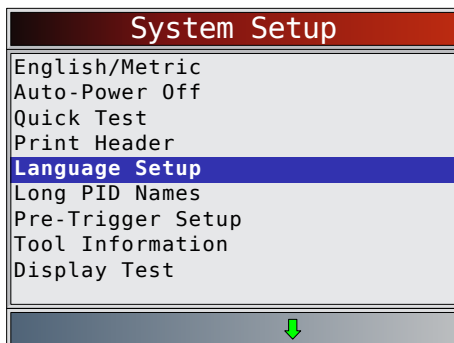 System Setup
English/Metric
Auto-Power Off
Quick Test
Print Header
Language Setup
Long PID Names
Pre-Trigger Setup
Tool Information
Display Test